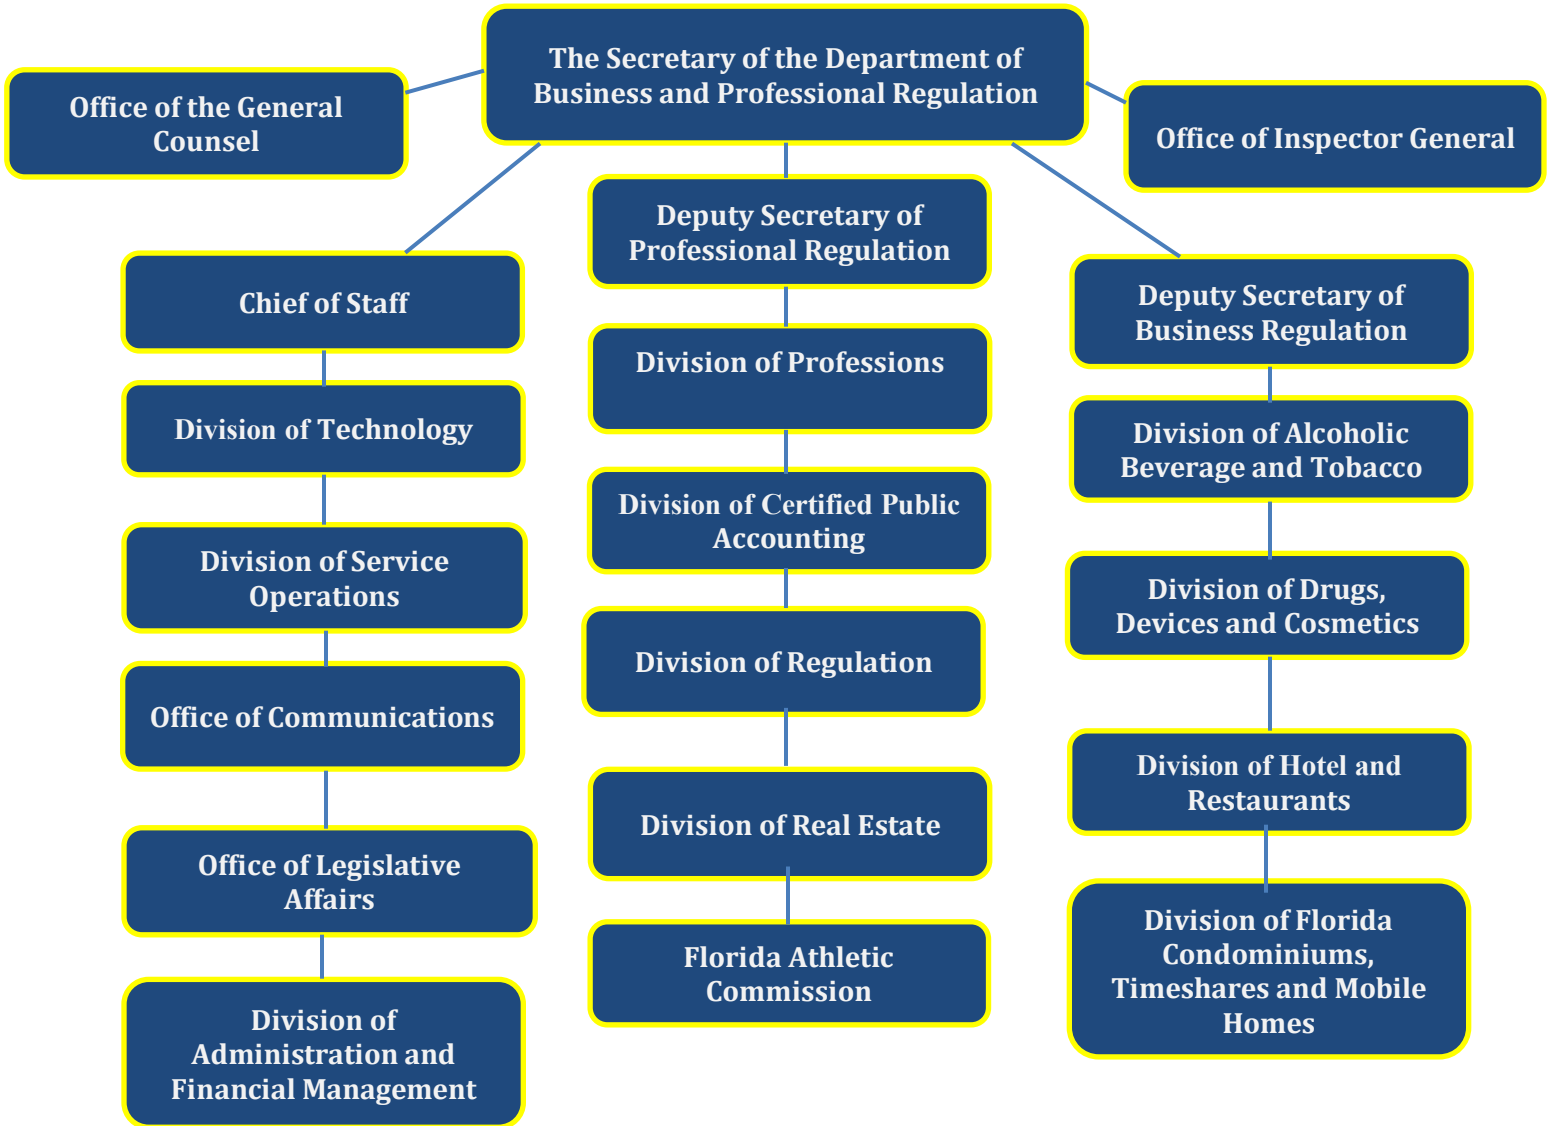 The Secretary of the Department of
Business and Professional Regulation
Office of the General
Counsel
Office of Inspector General
Deputy Secretary of
Professional Regulation
Chief of Staff
Deputy Secretary of
Business Regulation
Division of Professions
Division of Technology
Division of Alcoholic
Beverage and Tobacco
Division of Certified Public
Accounting
Division of Service
Operations
Division of Drugs,
Devices and Cosmetics
Division of Regulation
Office of Communications
Division of Hotel and
Restaurants
Division of Real Estate
Office of Legislative
Affairs
Division of Florida
Condominiums,
Timeshares and Mobile
Homes
Florida Athletic
Commission
Division of
Administration and
Financial Management